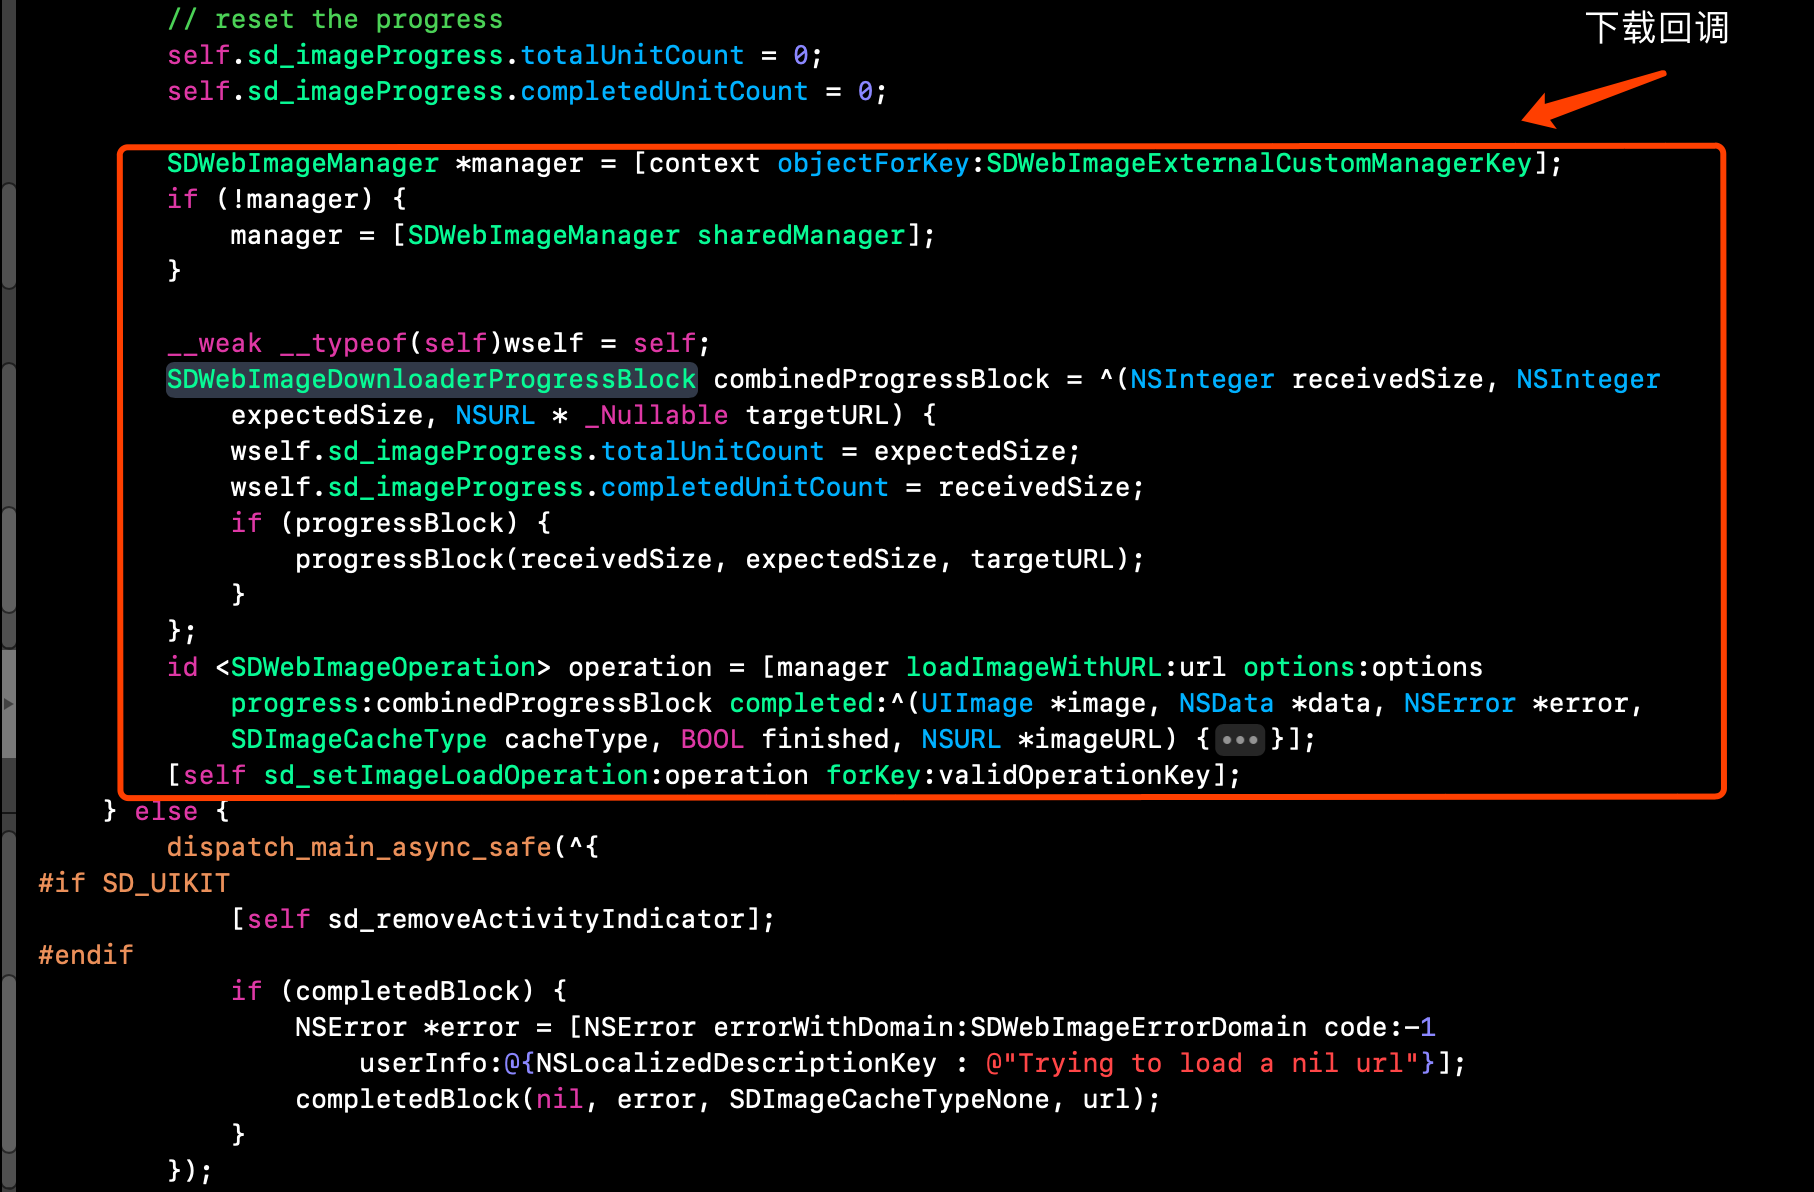 下载回调
// reset the progress
self.sd_imageProgress.totalUnitCount = 0;
self.sd_imageProgress.completedUnitCount = 0;
SDWebImageManager *manager = [context objectForKey:SDWebImageExternalCustomManagerKey];
if (!manager) {
manager = [SDWebImageManager sharedManager];
}
__weak __typeof(self)wself = self;
SDWebImageDownloaderProgressBlock combinedProgressBlock = ^(NSInteger receivedSize, NSInteger
expectedSize, NSURL * _Nullable targetURL) {
wself.sd_imageProgress.totalUnitCount = expectedSize;
wself.sd_imageProgress.completedUnitCount = receivedSize;
if (progressBlock) {
progressBlock(receivedSize, expectedSize, targetURL);
}
};
id <SDWebImageOperation> operation = [manager loadImageWithURL:url options:options
progress:combinedProgressBlock completed:^(UIImage *image, NSData *data, NSError *error,
SDImageCacheType cacheType, BOOL finished, NSURL *imageURL) {•••}];
[self sd_setImageLoadOperation:operation forKey:validOperationKey];
} else {
dispatch_main_async_safe(^{
#if SD_UIKIT
[self sd_removeActivityIndicator];
#endif
if (completedBlock) {
NSError *error = [NSError errorWithDomain:SDWebImageErrorDomain code:-1
userInfo:@{NSLocalizedDescriptionKey : @"Trying to load a nil url"}];
completedBlock(nil, error, SDImageCacheTypeNone, url);
}
});